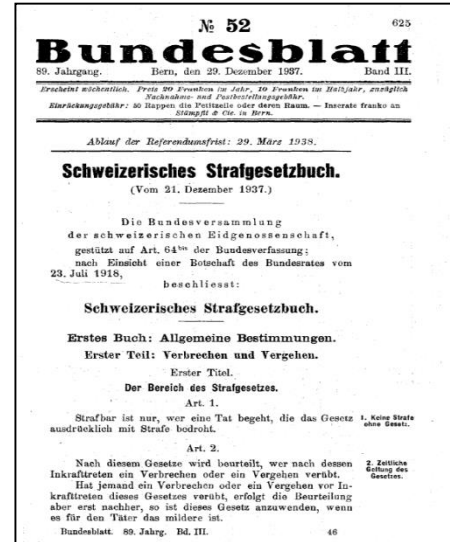 № 52
625
Bundesblatt
89. Jahrgang. Bern, den 29. Dezember 1937. Band III.
Erscheint wöchentlich. Preis 20 Franken im Jahr, 10 Franken im Halbjahr, zuzüglich
Nachnahme- und Postbestellungsgebühr.
Einrückungsgebühr: 50 Rappen die Petitzeile oder deren Raum. — Inserate franko an
Stämpfli & Cie. in Bern.
Ablauf der Referendumsfrist: 29. März 1938.
Schweizerisches Strafgesetzbuch.
(Vom 21. Dezember 1937.)
Die Bundesversammlung
der schweizerischen Eidgenossenschaft,
gestützt auf Art. 64bis der Bundesverfassung;
nach Einsicht einer Botschaft des Bundesrates vom
23. Juli 1918,
beschliesst:
Schweizerisches Strafgesetzbuch.
Erstes Buch: Allgemeine Bestimmungen.
Erster Teil: Verbrechen und Vergehen.
Erster Titel.
Der Bereich des Strafgesetzes.
Art. 1.
Strafbar ist nur, wer eine Tat begeht, die das Gesetz
ausdrücklich mit Strafe bedroht.
1. Keine Strafe
ohne Gesetz.
Art. 2.
Nach diesem Gesetze wird beurteilt, wer nach dessen
Inkrafttreten ein Verbrechen oder ein Vergehen verübt.
Hat jemand ein Verbrechen oder ein Vergehen vor In-
krafttreten dieses Gesetzes verübt, erfolgt die Beurteilung
aber erst nachher, so ist dieses Gesetz anzuwenden, wenn
es für den Täter das mildere ist.
2. Zeitliche
Geltung des
Gesetzes.
Bundesblatt. 89. Jahrg. Bd. III. 46